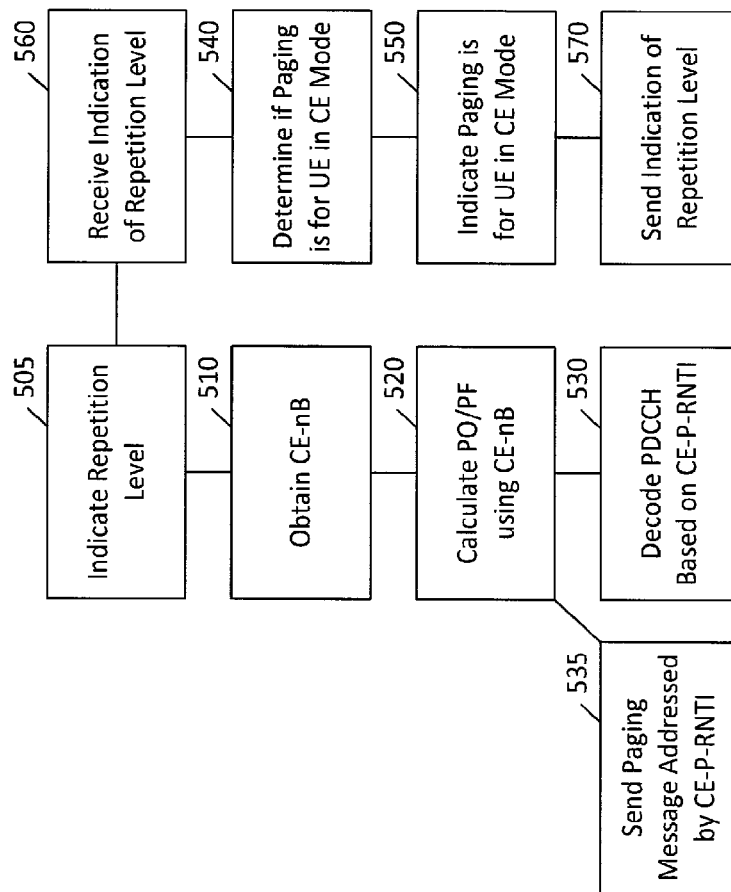 505
Indicate Repetition
Level
510
Obtain CE-nB
520
Calculate PO/PF
using CE-nB
530
Decode PDCCH
Based on CE-P-RNTI
535
Send Paging
Message Addressed
by CE-P-RNTI
560
Receive Indication
of Repetition Level
540
Determine if Paging
is for UE in CE Mode
550
Indicate Paging is
for UE in CE Mode
570
Send Indication of
Repetition Level